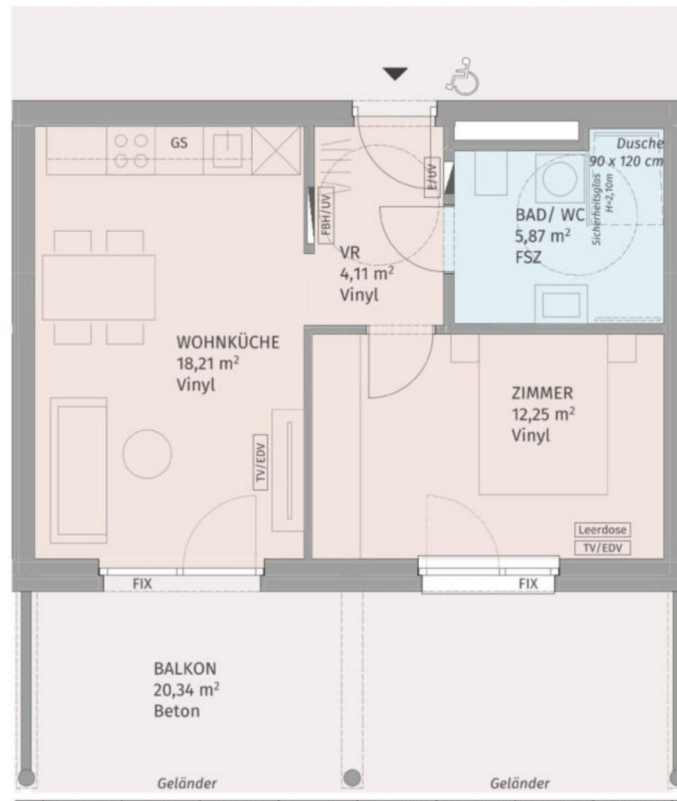 GS
Dusche
90 x 120 cm
E/UV
FBH/UV
Sicherheitsglas
H=2,10m
BAD/ WC
5,87 m²
FSZ
VR
4,11 m²
Vinyl
WOHNKÜCHE
18,21 m²
Vinyl
ZIMMER
12,25 m²
Vinyl
TV/EDV
Leerdose
TV/EDV
FIX
FIX
BALKON
20,34 m²
Beton
Geländer
Geländer